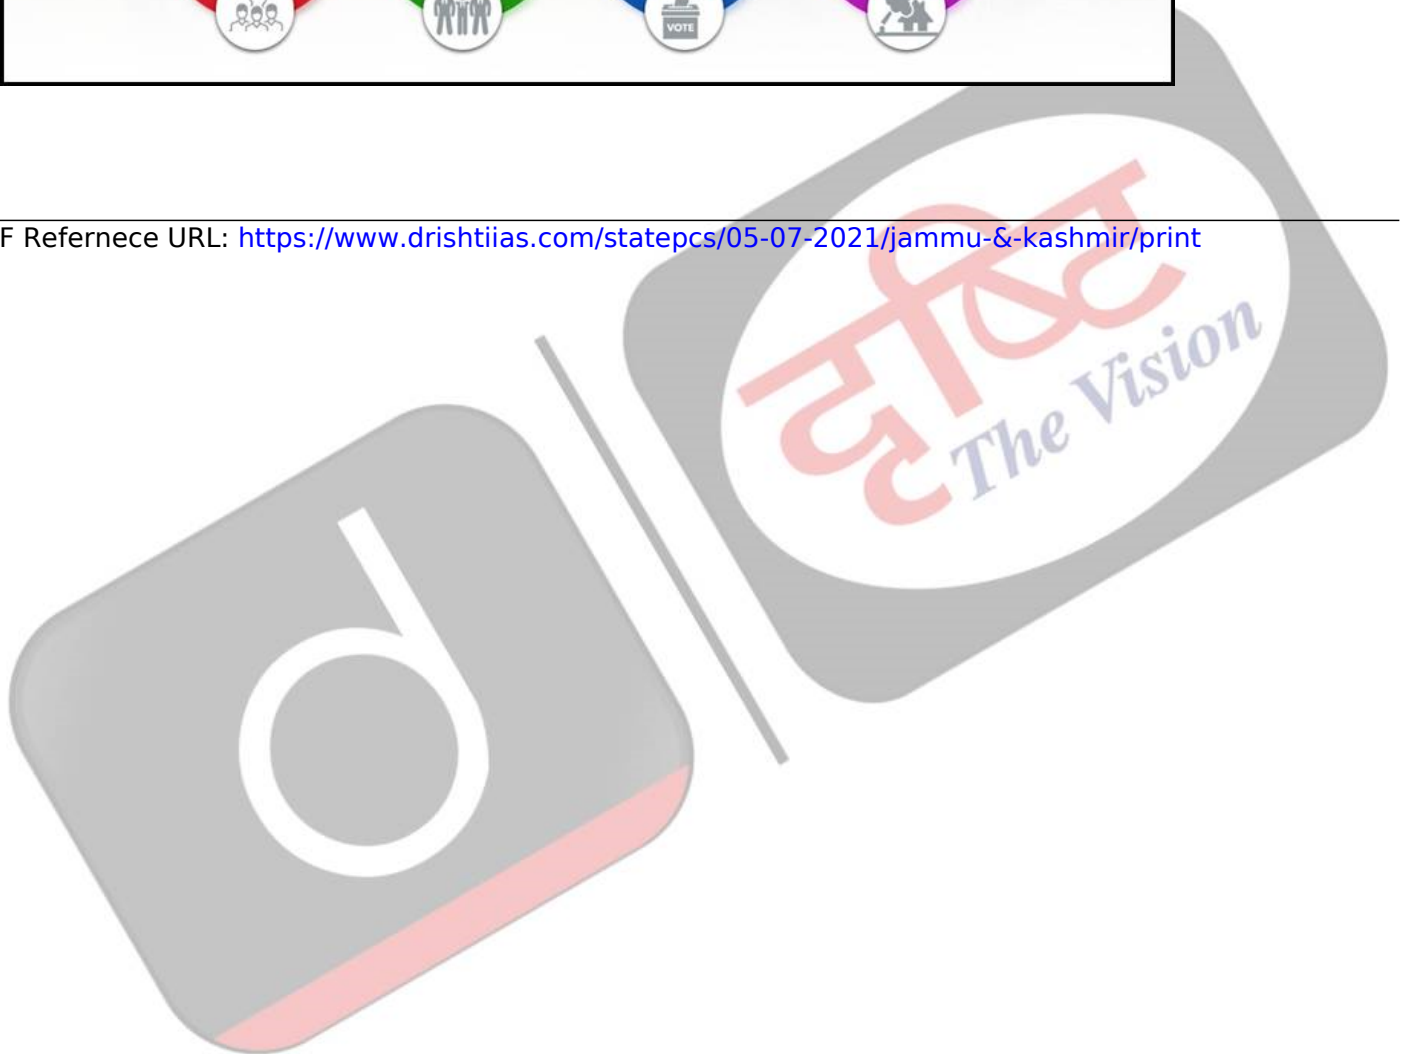 VOTE
F Refernece URL: https://www.drishtiias.com/statepcs/05-07-2021/jammu-&-kashmir/print
दृष्टि
The Vision
d